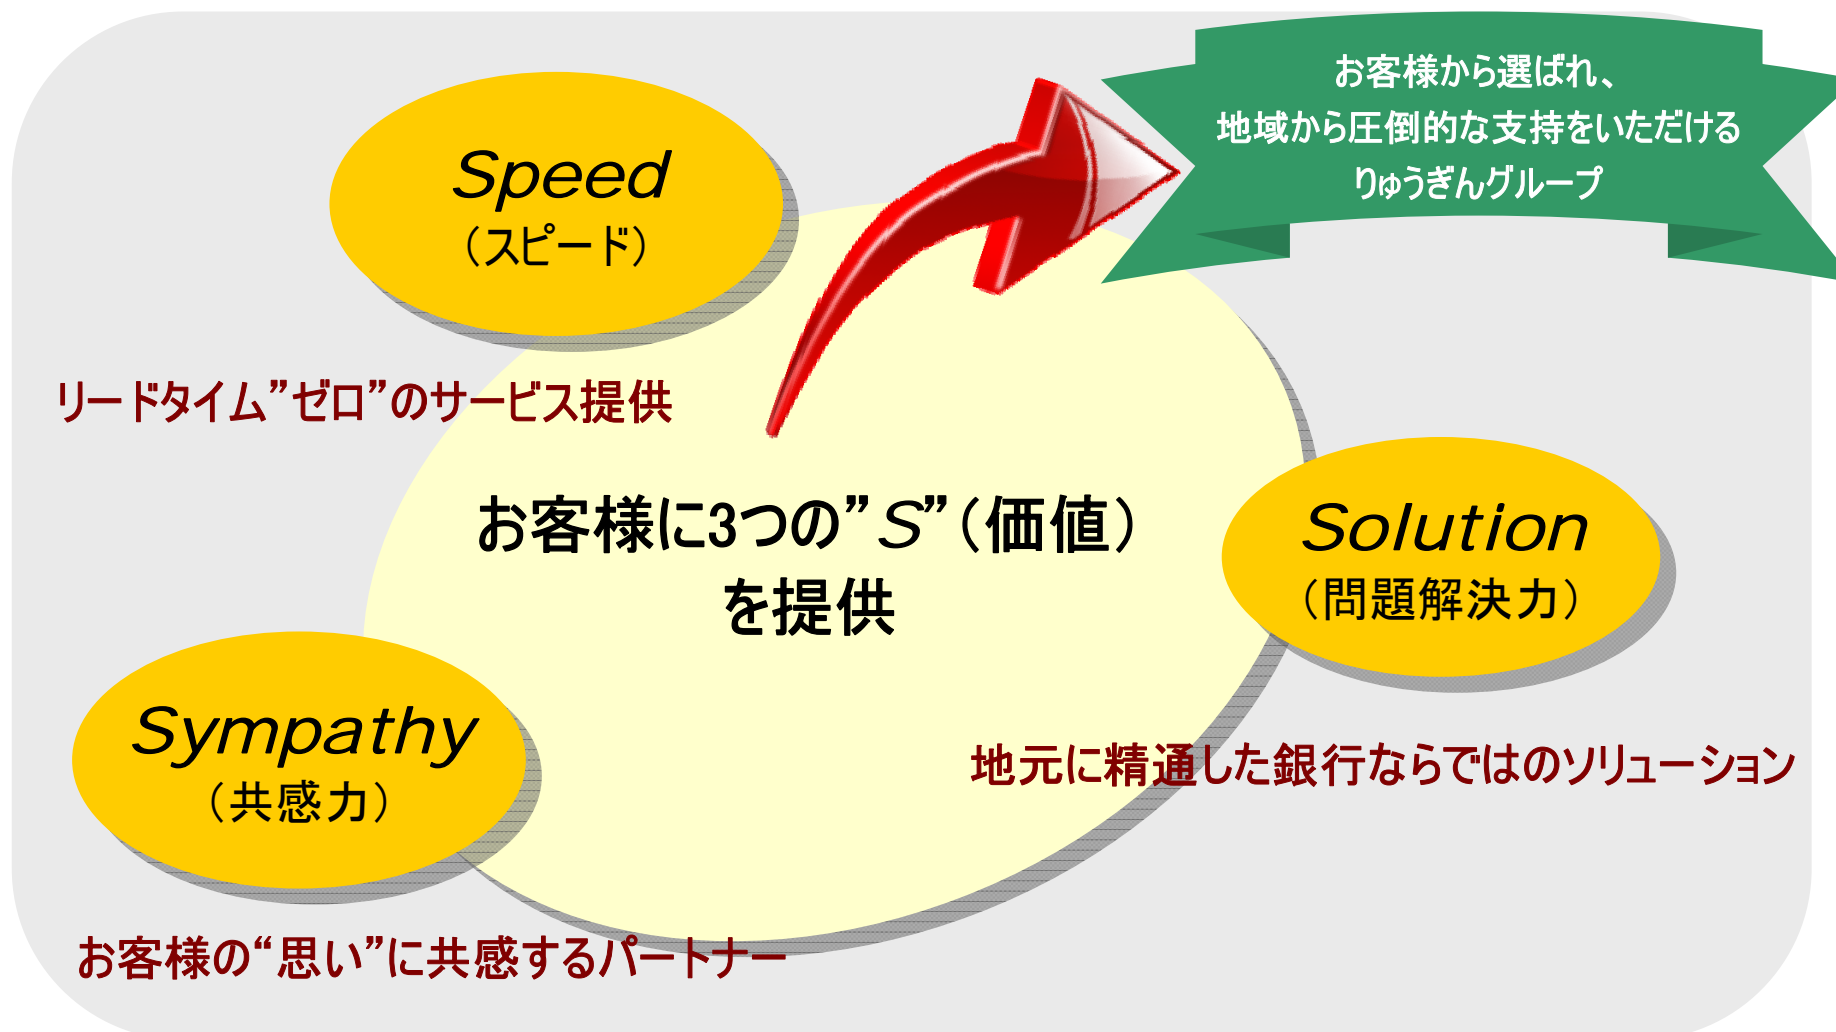 お客様から選ばれ、
地域から圧倒的な支持をいただける
りゅうぎんグループ
Speed
（スピード）
リードタイム”ゼロ”のサービス提供
お客様に3つの”S”（価値）
を提供
Solution
（問題解決力）
地元に精通した銀行ならではのソリューション
Sympathy
（共感力）
お客様の“思い”に共感するパートナー